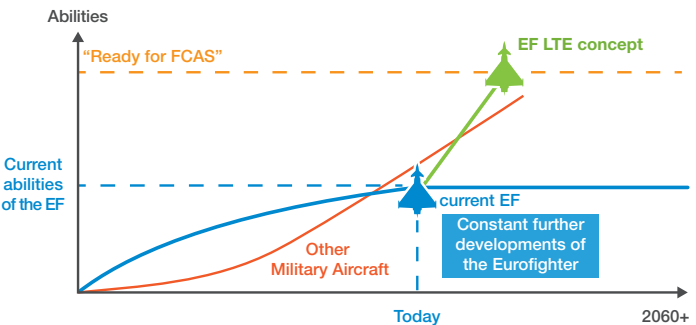 Abilities
“Ready for FCAS”
EF LTE concept
Current
abilities
of the EF
current EF
Constant further
developments of
the Eurofighter
Other
Military Aircraft
Today
2060+